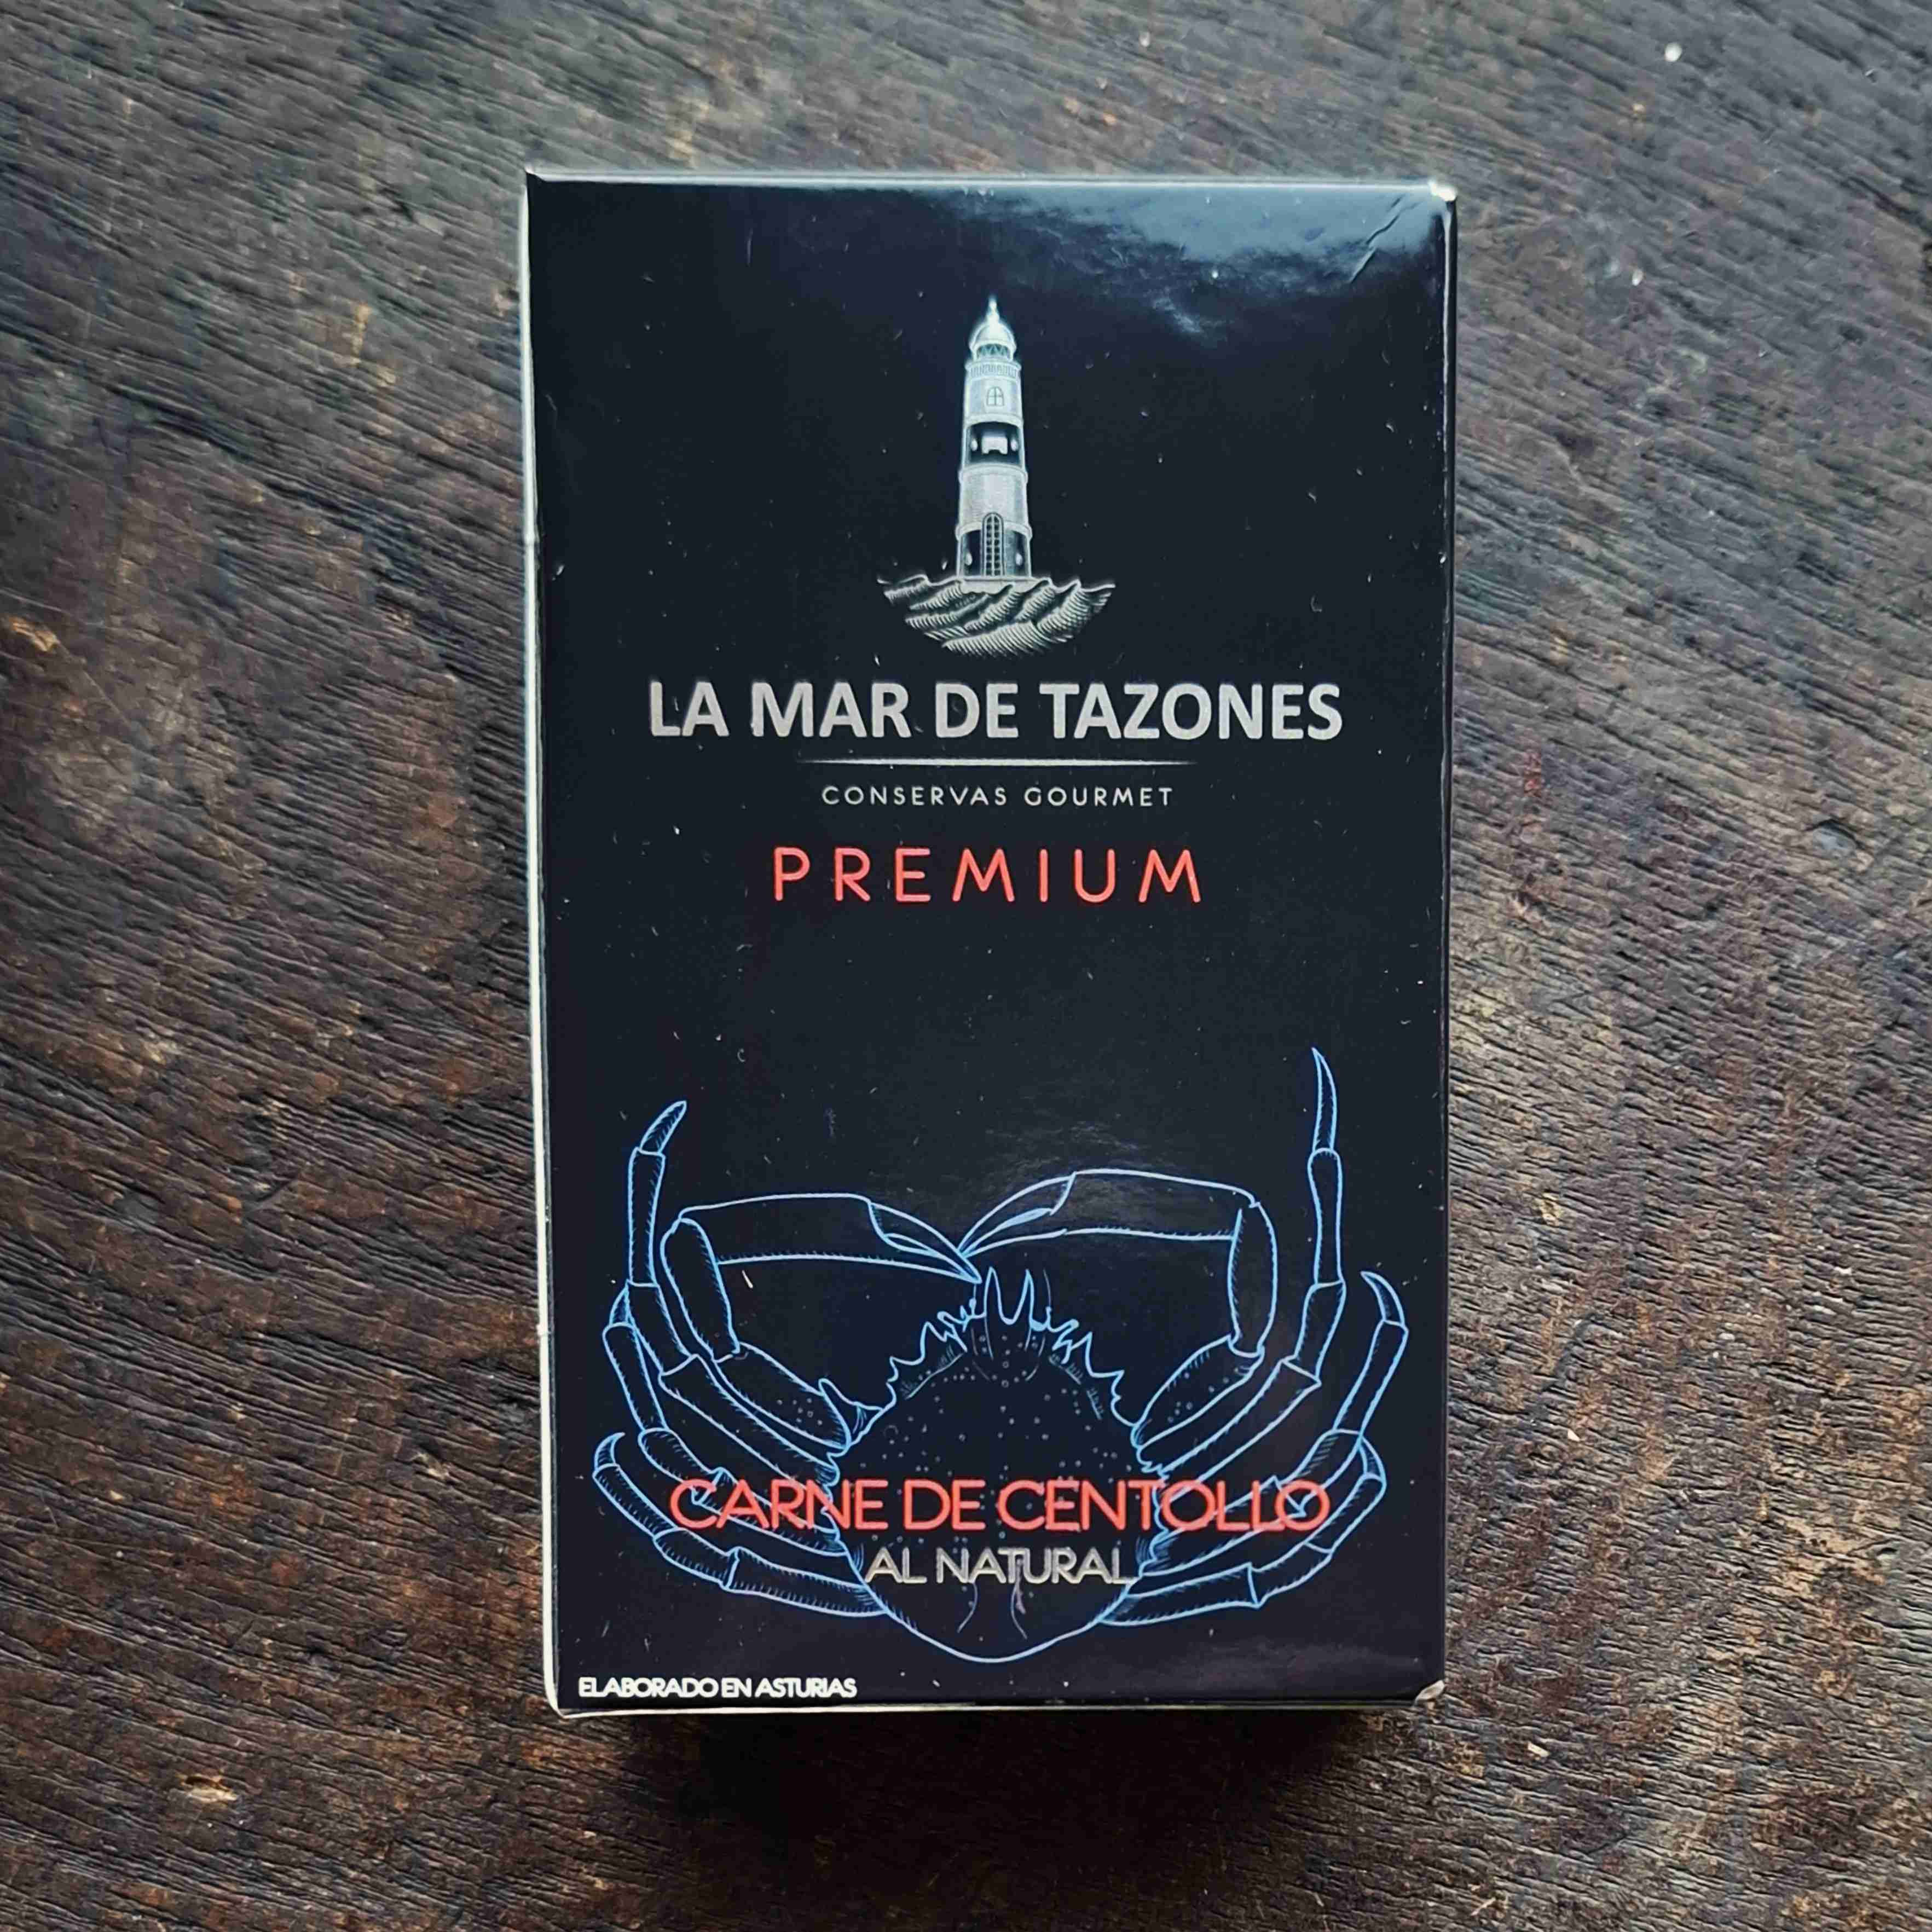 LA MAR DE TAZONES
CONSERVAS GOURMET
PREMIUM
CARNE DE CENTOLLO
AL NATURAL
ELABORADO EN ASTURIAS